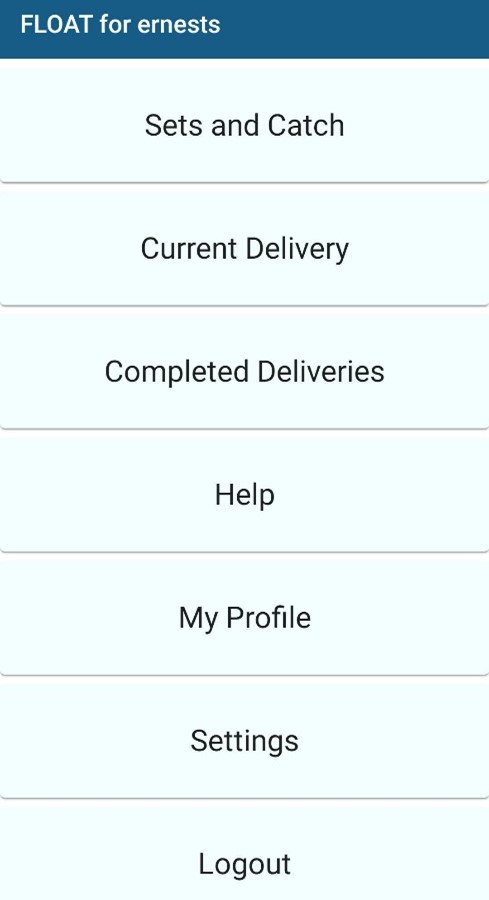 FLOAT for ernests
Sets and Catch
Current Delivery
Completed Deliveries
Help
My Profile
Settings
Logout